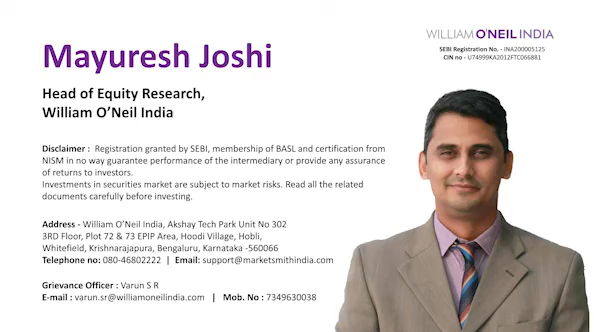 WILLIAM O'NEIL INDIA
SEBI Registration No. - INA200005125
CIN no - U74999KA2012FTC066881
Mayuresh Joshi
Head of Equity Research,
William O'Neil India
Disclaimer : Registration granted by SEBI, membership of BASL and certification from
NISM in no way guarantee performance of the intermediary or provide any assurance
of returns to investors.
Investments in securities market are subject to market risks. Read all the related
documents carefully before investing.
Address - William O'Neil India, Akshay Tech Park Unit No 302
3RD Floor, Plot 72 & 73 EPIP Area, Hoodi Village, Hobli,
Whitefield, Krishnarajapura, Bengaluru, Karnataka -560066
Telephone no: 080-46802222 | Email: support@marketsmithindia.com
Grievance Officer : Varun S R
E-mail : varun.sr@williamoneilindia.com | Mob. No : 7349630038